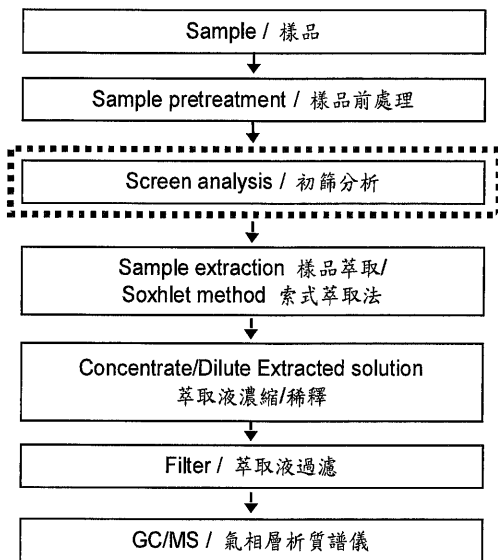 Sample / 樣品
Sample pretreatment / 樣品前處理
Screen analysis / 初篩分析
Sample extraction 樣品萃取/
Soxhlet method 索式萃取法
Concentrate/Dilute Extracted solution
萃取液濃縮/稀釋
Filter / 萃取液過濾
GC/MS / 氣相層析質譜儀